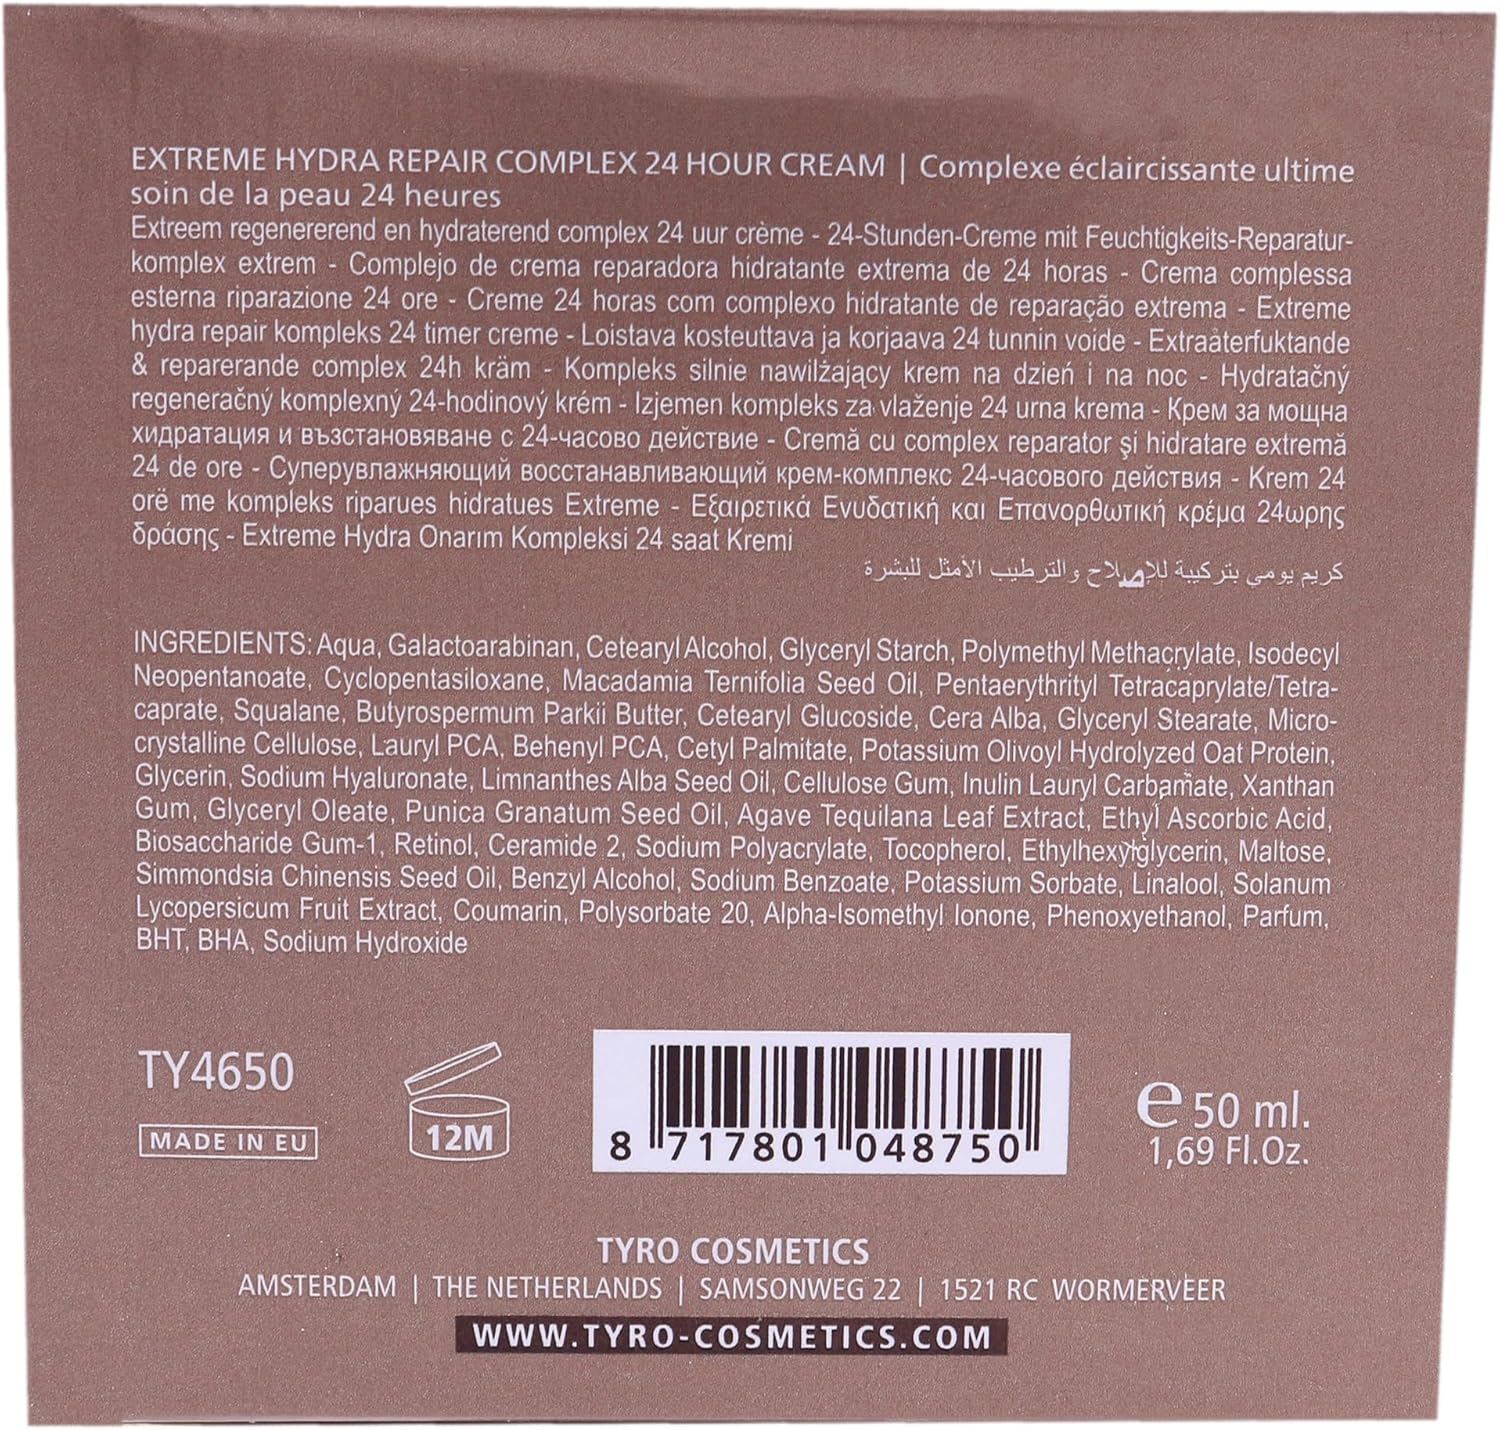 EXTREME HYDRA REPAIR COMPLEX 24 HOUR CREAM | Complexe éclaircissante ultime
soin de la peau 24 heures
Extreem regenererend en hydraterend complex 24 uur crème - 24-Stunden-Creme mit Feuchtigkeits-Reparatur-
komplex extrem - Complejo de crema reparadora hidratante extrema de 24 horas - Crema complessa
esterna riparazione 24 ore - Creme 24 horas com complexo hidratante de reparação extrema - Extreme
hydra repair kompleks 24 timer creme - Loistava kosteuttava ja korjaava 24 tunnin voide - Extraåterfuktande
& reparerande complex 24h kräm - Kompleks silnie nawilżający krem na dzień i na noc - Hydratačný
regeneračný komplexný 24-hodinový krém - Izjemen kompleks za vlaženje 24 urna krema - Крем за мощна
хидратация и възстановяване с 24-часово действие - Cremă cu complex reparator şi hidratare extremă
24 de ore - Суперувлажняющий восстанавливающий крем-комплекс 24-часового действия - Krem 24
orë me kompleks riparues hidratues Extreme - Εξαιρετικά Ενυδατική και Επανορθωτική κρέμα 24ωρης
δράσης - Extreme Hydra Onarım Kompleksi 24 saat Kremi
كريم يومي بتركيبة للإصلاح والترطيب الأمثل للبشرة
INGREDIENTS: Aqua, Galactoarabinan, Cetearyl Alcohol, Glyceryl Starch, Polymethyl Methacrylate, Isodecyl
Neopentanoate, Cyclopentasiloxane, Macadamia Ternifolia Seed Oil, Pentaerythrityl Tetracaprylate/Tetra-
caprate, Squalane, Butyrospermum Parkii Butter, Cetearyl Glucoside, Cera Alba, Glyceryl Stearate, Micro-
crystalline Cellulose, Lauryl PCA, Behenyl PCA, Cetyl Palmitate, Potassium Olivoyl Hydrolyzed Oat Protein,
Glycerin, Sodium Hyaluronate, Limnanthes Alba Seed Oil, Cellulose Gum, Inulin Lauryl Carbamate, Xanthan
Gum, Glyceryl Oleate, Punica Granatum Seed Oil, Agave Tequilana Leaf Extract, Ethyl Ascorbic Acid,
Biosaccharide Gum-1, Retinol, Ceramide 2, Sodium Polyacrylate, Tocopherol, Ethylhexylglycerin, Maltose,
Simmondsia Chinensis Seed Oil, Benzyl Alcohol, Sodium Benzoate, Potassium Sorbate, Linalool, Solanum
Lycopersicum Fruit Extract, Coumarin, Polysorbate 20, Alpha-Isomethyl Ionone, Phenoxyethanol, Parfum,
BHT, BHA, Sodium Hydroxide
TY4650
MADE IN EU
12M
8 717801 048750
e 50 ml.
1,69 Fl.Oz.
TYRO COSMETICS
AMSTERDAM | THE NETHERLANDS | SAMSONWEG 22 | 1521 RC WORMERVEER
WWW.TYRO-COSMETICS.COM